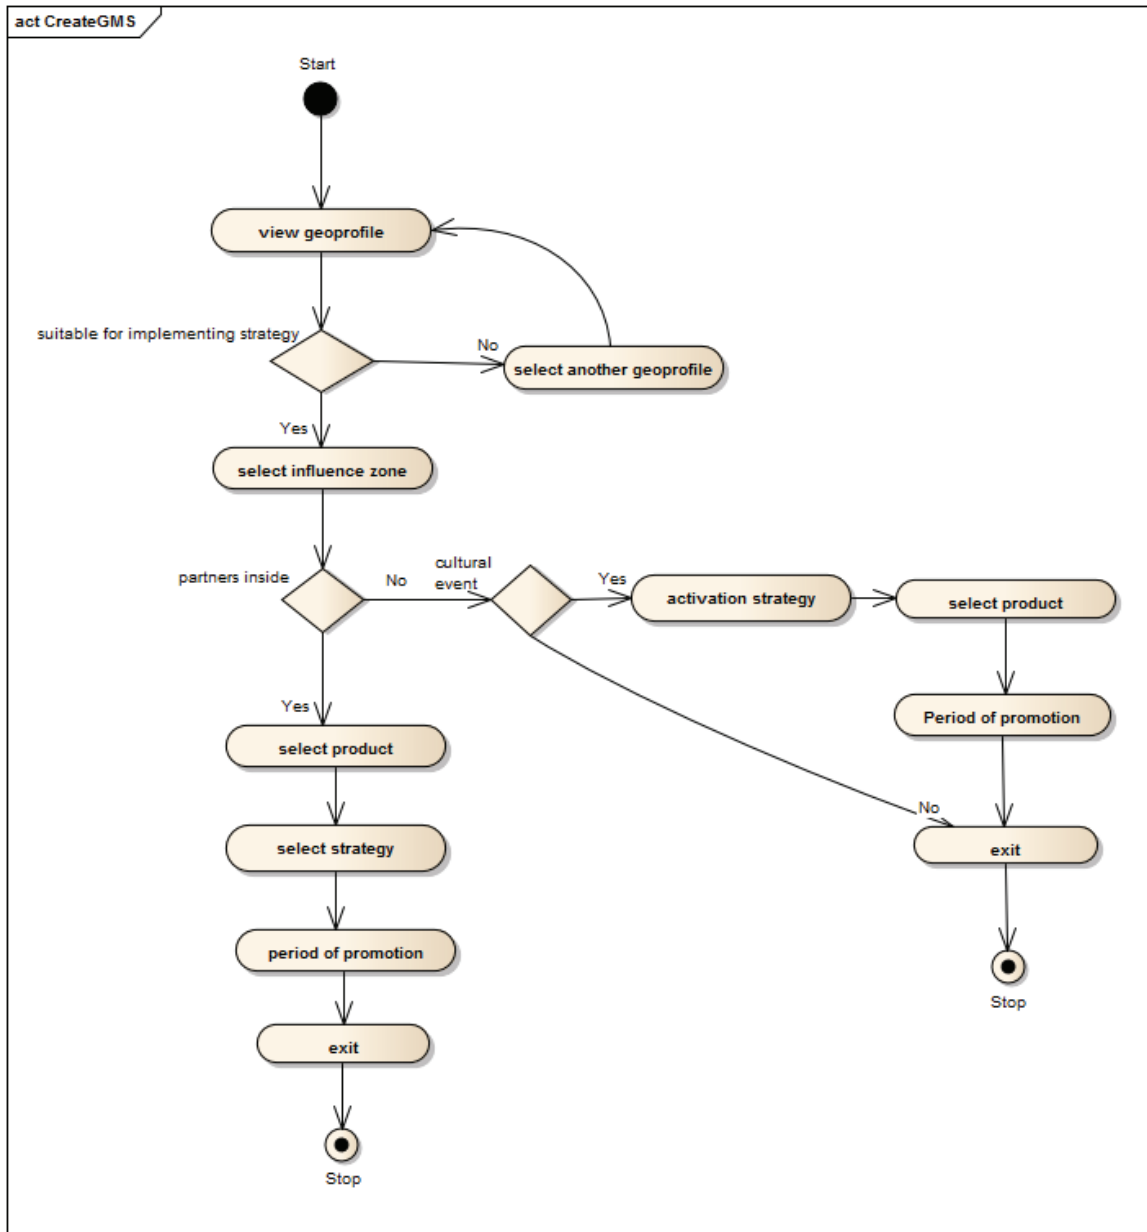 act CreateGMS
Start
view geoprofile
suitable for implementing strategy
No
select another geoprofile
Yes
select influence zone
partners inside
No
cultural
event
Yes
activation strategy
select product
Period of promotion
No
exit
Stop
Yes
select product
select strategy
period of promotion
exit
Stop